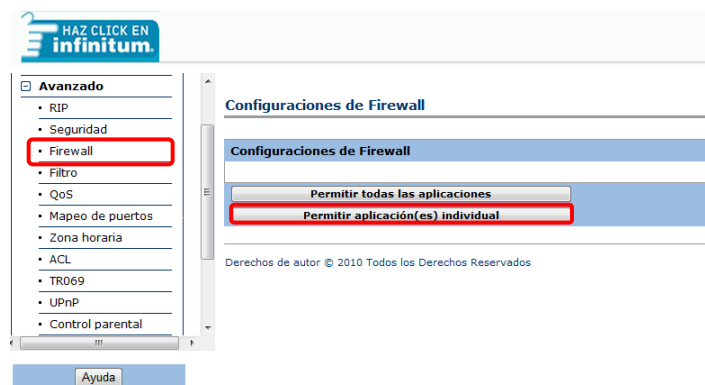 HAZ CLICK EN
infinitum.
Avanzado
RIP
Seguridad
Firewall
Filtro
QoS
Mapeo de puertos
Zona horaria
ACL
TR069
UPnP
Control parental
Ayuda
Configuraciones de Firewall
Configuraciones de Firewall
Permitir todas las aplicaciones
Permitir aplicación(es) individual
Derechos de autor © 2010 Todos los Derechos Reservados